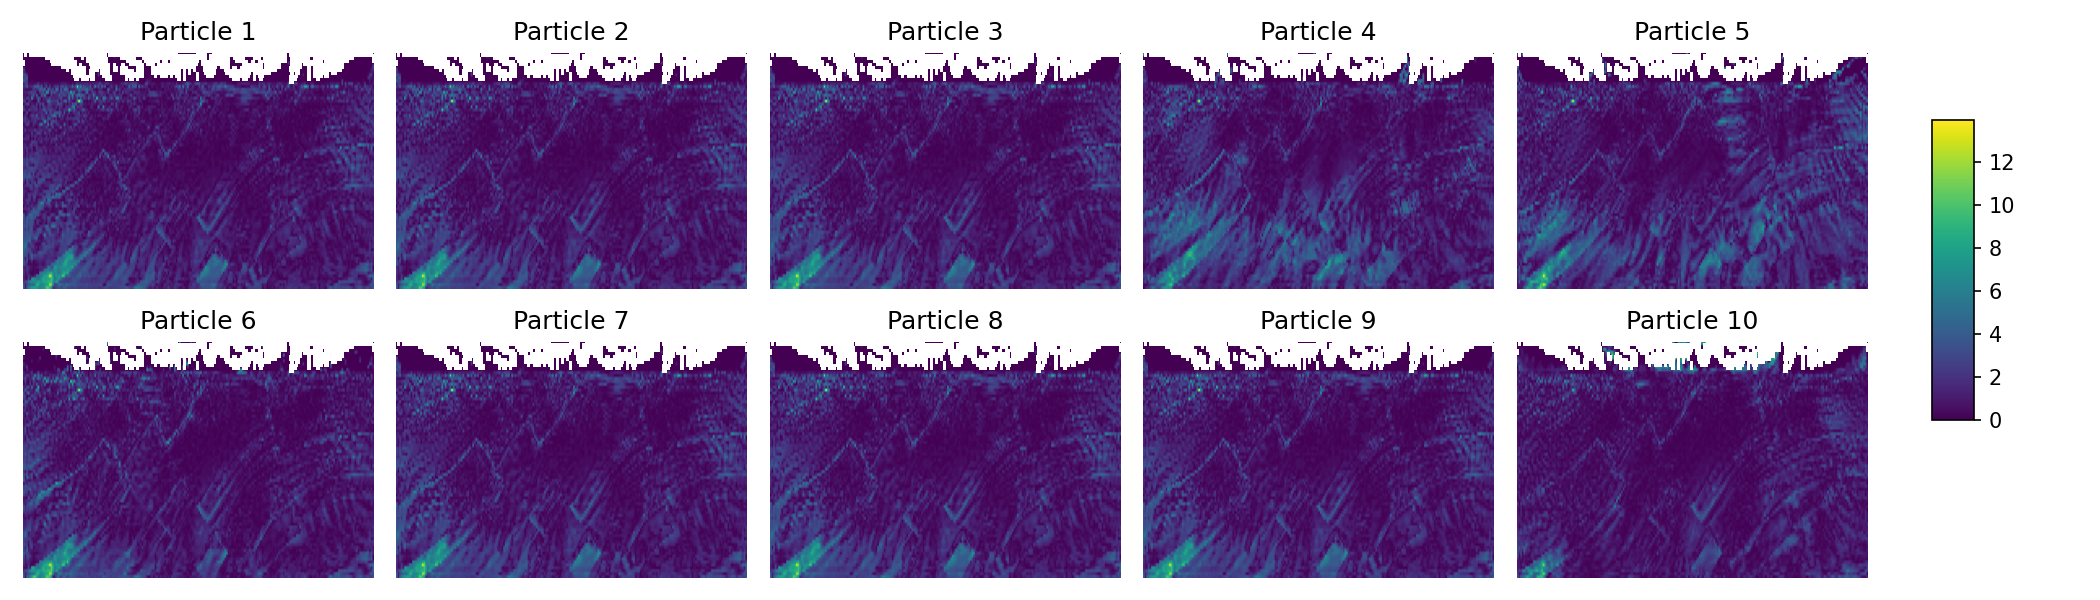 Particle 1
Particle 2
Particle 3
Particle 4
Particle 5
Particle 6
Particle 7
Particle 8
Particle 9
Particle 10
12
10
8
6
4
2
0